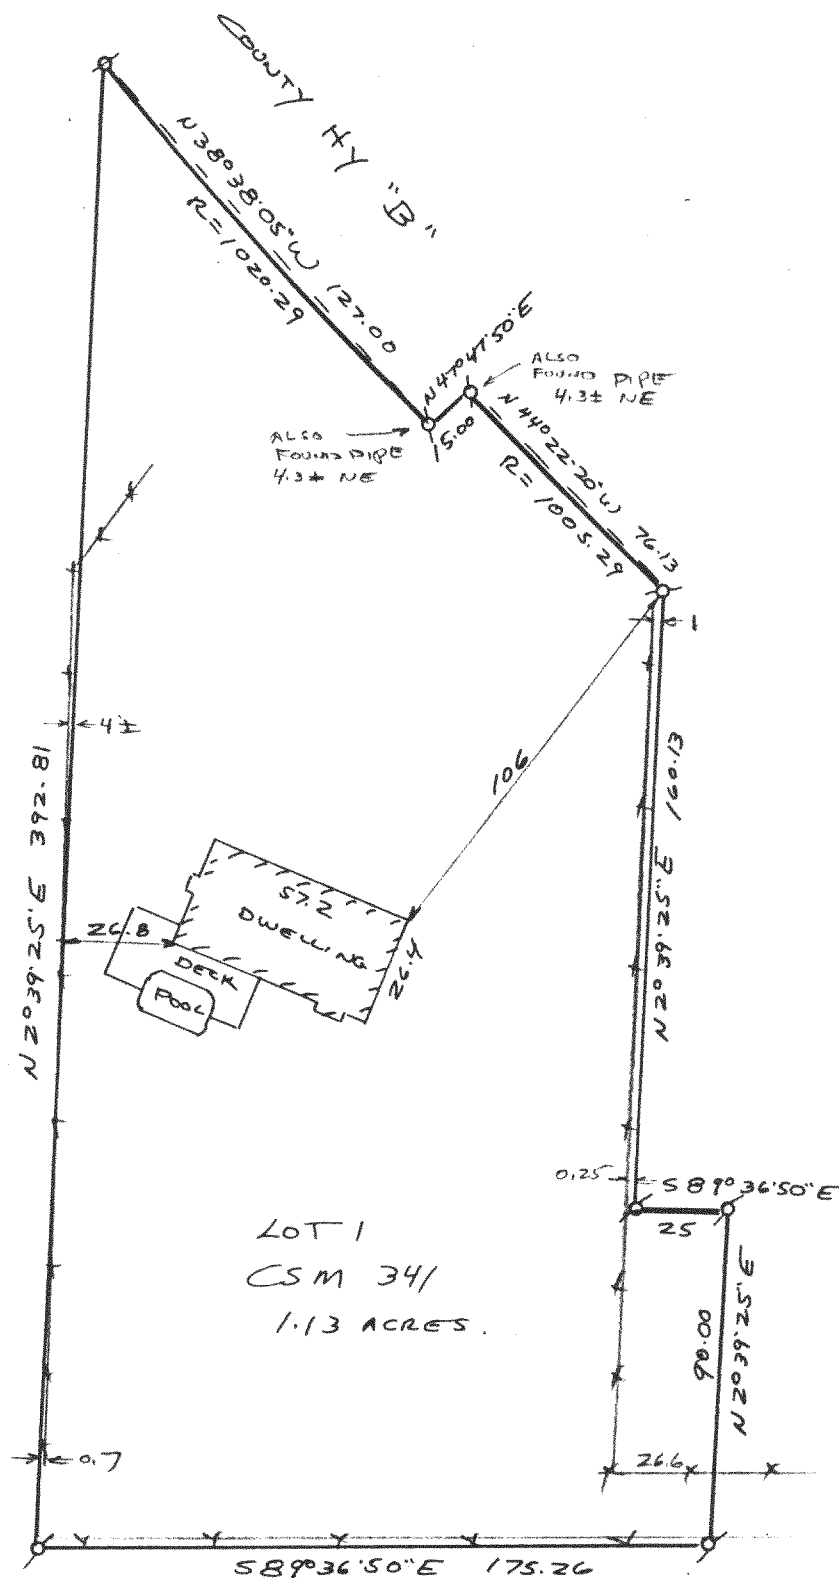 COUNTY HY "B"
N38°38'05"W 127.00
R=1020.29
N47°47'50"E
15.00
ALSO
FOUND PIPE
4.3± NE
ALSO
FOUND PIPE
4.3± NE
N44°22'20"W 76.13
R=1005.29
1
4±
106
160.13
N2°39'25"E
N2°39'25"E 392.81
57.2
DWELLING
26.8
26.4
DECK
POOL
0.25
S89°36'50"E
25
LOT 1
CSM 341
1.13 ACRES.
90.00
N2°39'25"E
0.7
26.6
S89°36'50"E 175.26